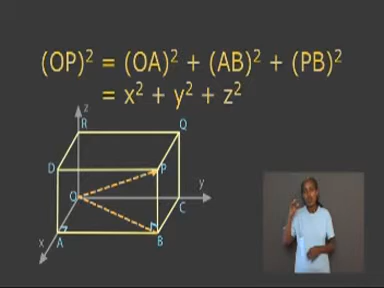 (OP)² = (OA)² + (AB)² + (PB)²
= x² + y² + z²
z
R
Q
D
P
O
y
C
x
A
B